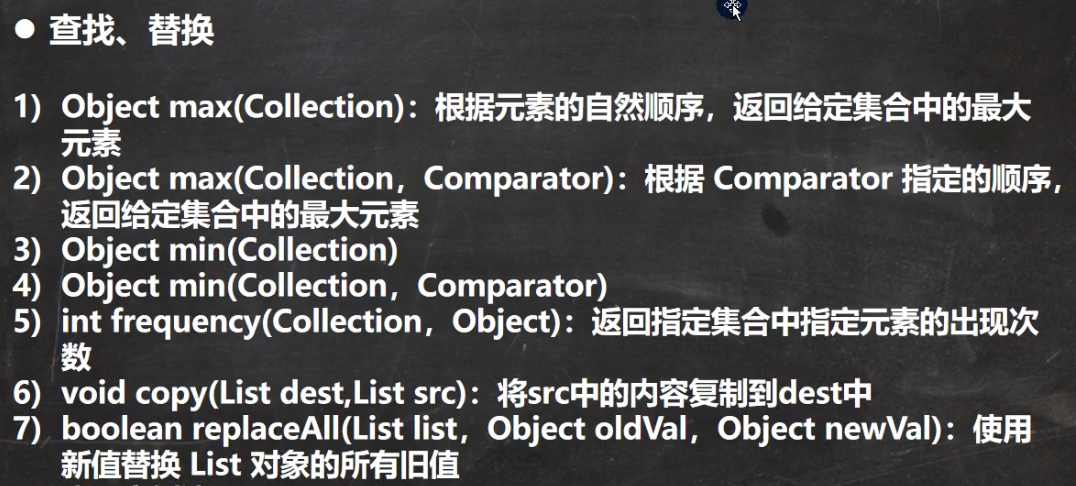 ● 查找、替换
1) Object max(Collection)：根据元素的自然顺序，返回给定集合中的最大
元素
2) Object max(Collection，Comparator)：根据 Comparator 指定的顺序，
返回给定集合中的最大元素
3) Object min(Collection)
4) Object min(Collection，Comparator)
5) int frequency(Collection，Object)：返回指定集合中指定元素的出现次
数
6) void copy(List dest,List src)：将src中的内容复制到dest中
7) boolean replaceAll(List list，Object oldVal，Object newVal)：使用
新值替换 List 对象的所有旧值